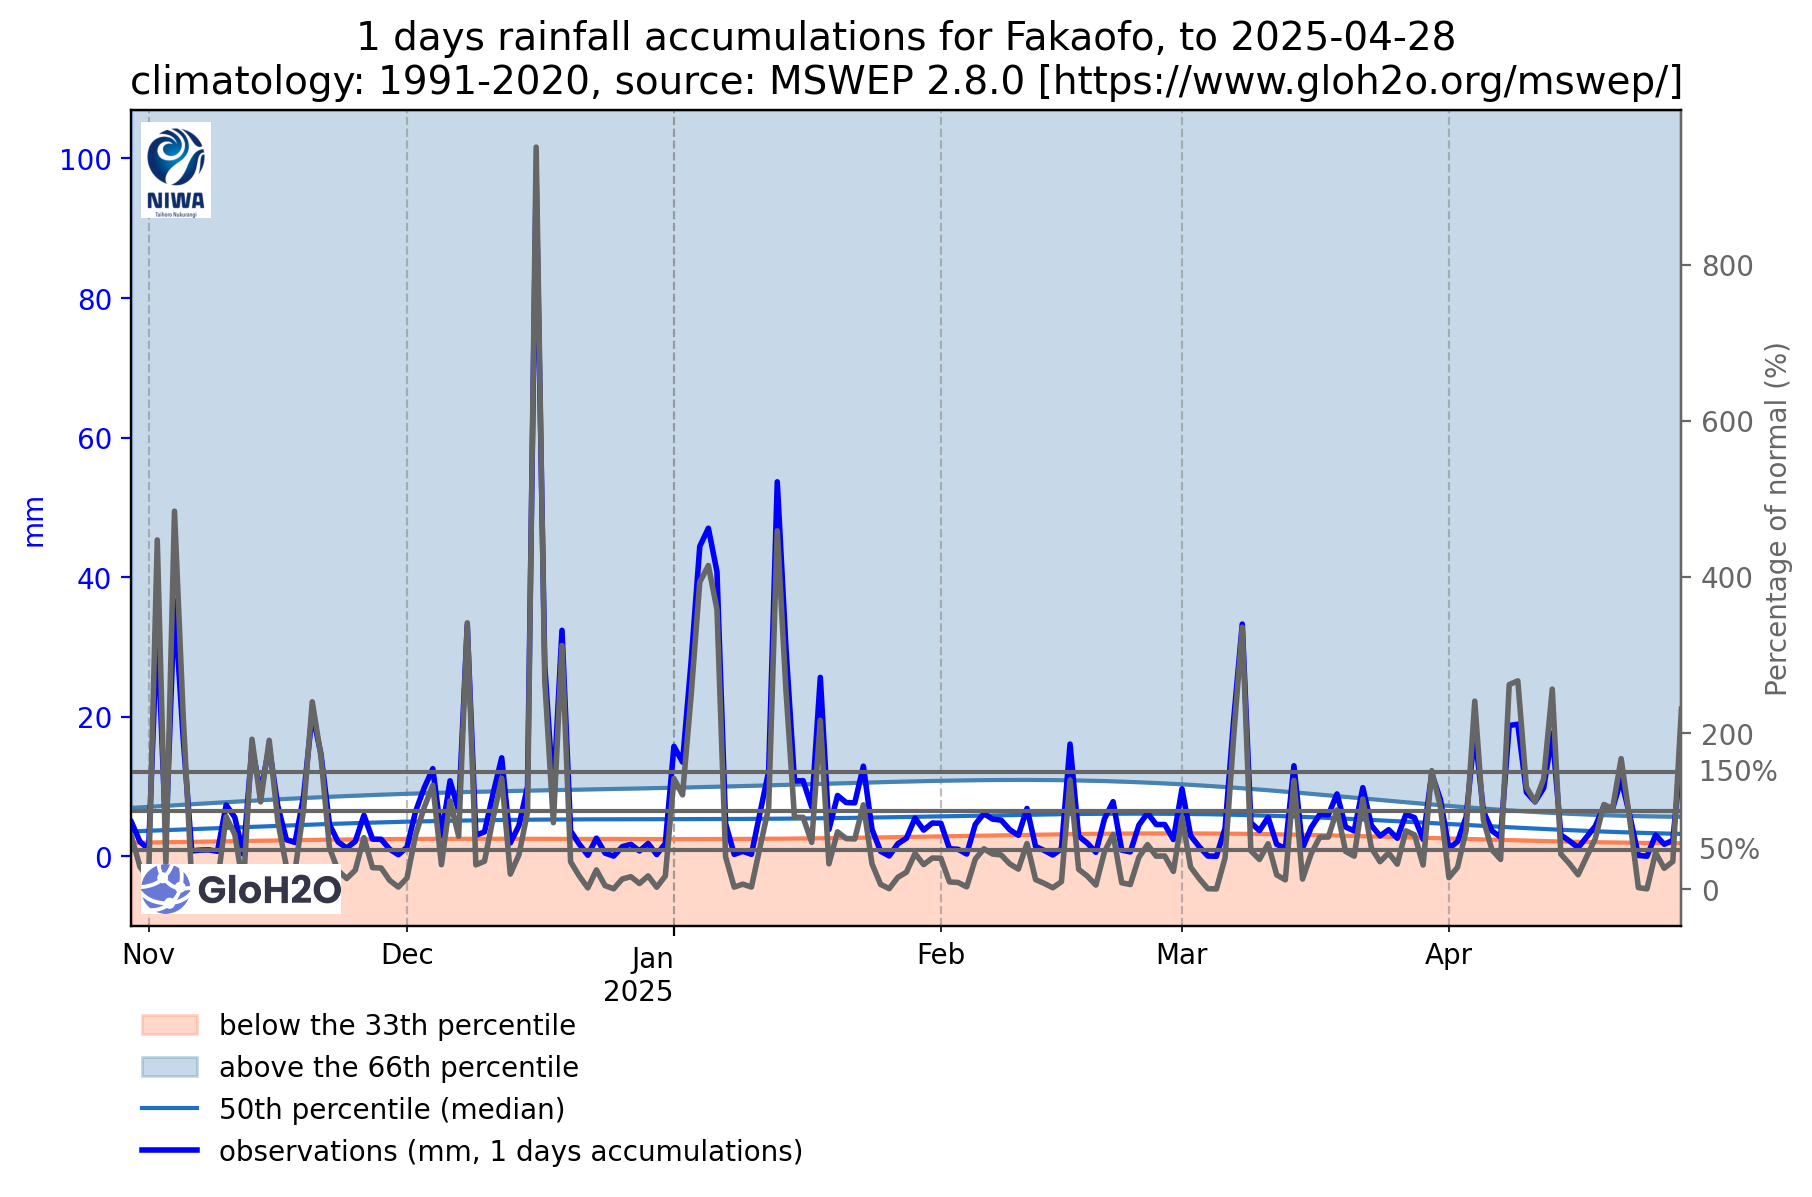 1 days rainfall accumulations for Fakaofo, to 2025-04-28
climatology: 1991-2020, source: MSWEP 2.8.0 [https://www.gloh2o.org/mswep/]
100
80
60
40
20
0
mm
NIWA
Taihoro Nukurangi
GloH2O
800
600
400
200
150%
50%
0
Percentage of normal (%)
Nov
Dec
Jan
2025
Feb
Mar
Apr
below the 33th percentile
above the 66th percentile
50th percentile (median)
observations (mm, 1 days accumulations)